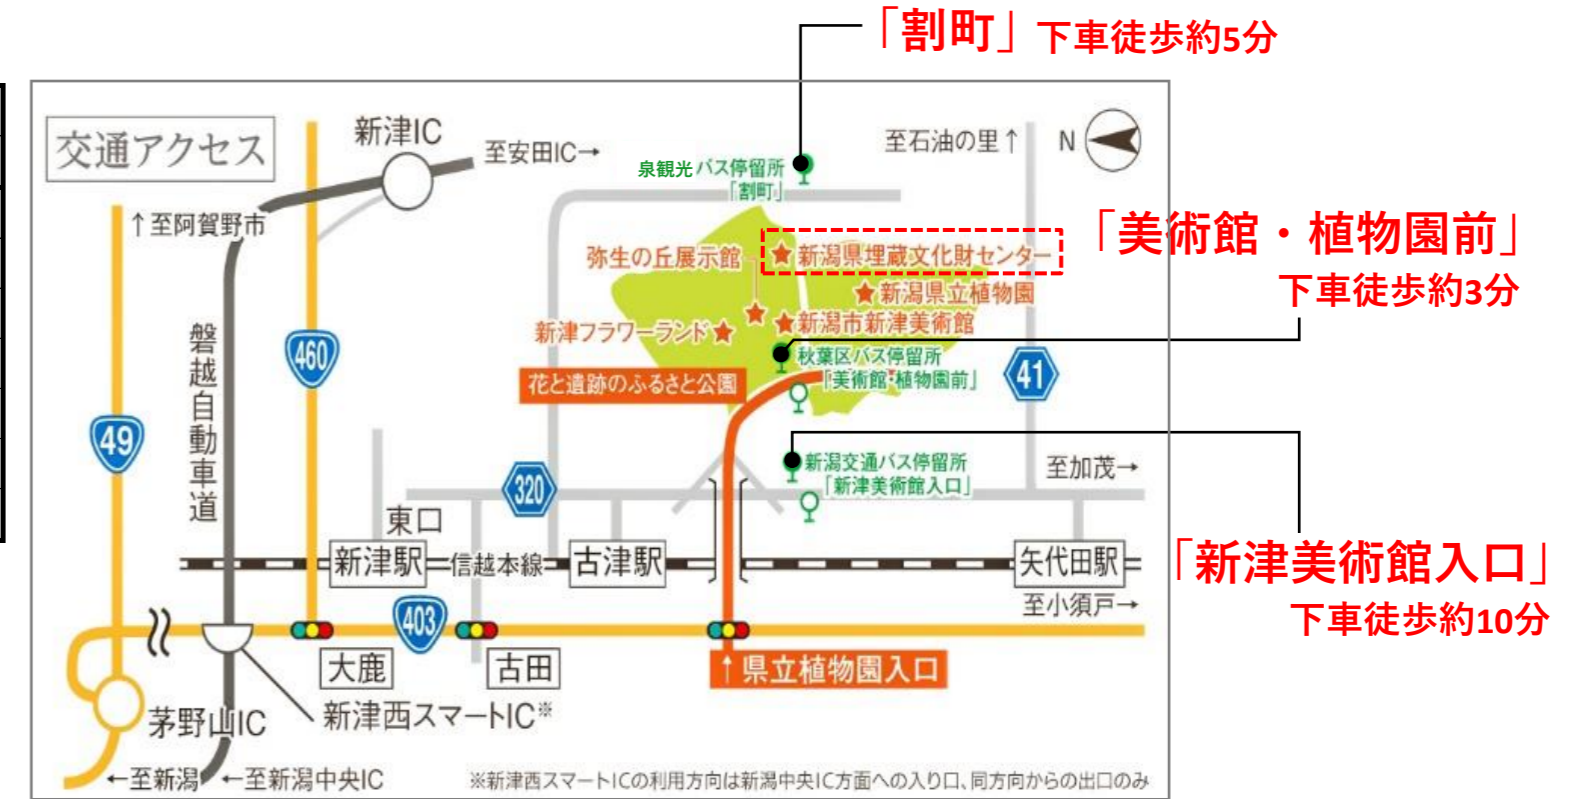 「割町」下車徒歩約5分
交通アクセス
新津IC
至安田IC→
至石油の里↑
N
泉観光 バス停留所
「割町」
↑至阿賀野市
「美術館・植物園前」
下車徒歩約3分
弥生の丘展示館
★新潟県埋蔵文化財センター
★新潟県立植物園
新津フラワーランド★
★新潟市新津美術館
秋葉区バス停留所
「美術館・植物園前」
花と遺跡のふるさと公園
磐越自動車道
460
41
49
新潟交通バス停留所
「新津美術館入口」
至加茂→
320
東口
新津駅
信越本線
古津駅
矢代田駅
「新津美術館入口」
下車徒歩約10分
至小須戸→
403
大鹿
古田
↑県立植物園入口
茅野山IC
新津西スマートIC※
←至新潟
←至新潟中央IC
※新津西スマートICの利用方向は新潟中央IC方面への入り口、同方向からの出口のみ